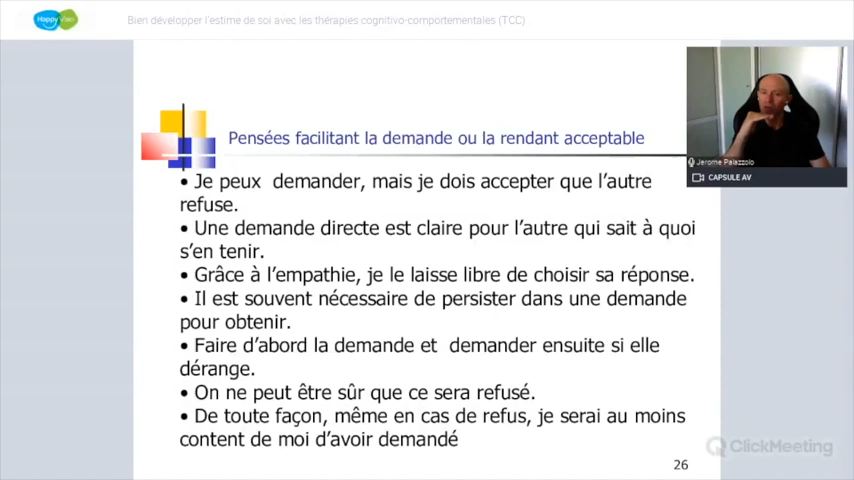 Happy Visio
Bien développer l'estime de soi avec les thérapies cognitivo-comportementales (TCC)
Pensées facilitant la demande ou la rendant acceptable
Jerome Palazzolo
CAPSULE AV
• Je peux demander, mais je dois accepter que l'autre
refuse.
• Une demande directe est claire pour l'autre qui sait à quoi
s'en tenir.
• Grâce à l'empathie, je le laisse libre de choisir sa réponse.
• Il est souvent nécessaire de persister dans une demande
pour obtenir.
• Faire d'abord la demande et demander ensuite si elle
dérange.
• On ne peut être sûr que ce sera refusé.
• De toute façon, même en cas de refus, je serai au moins
content de moi d'avoir demandé
ClickMeeting
26